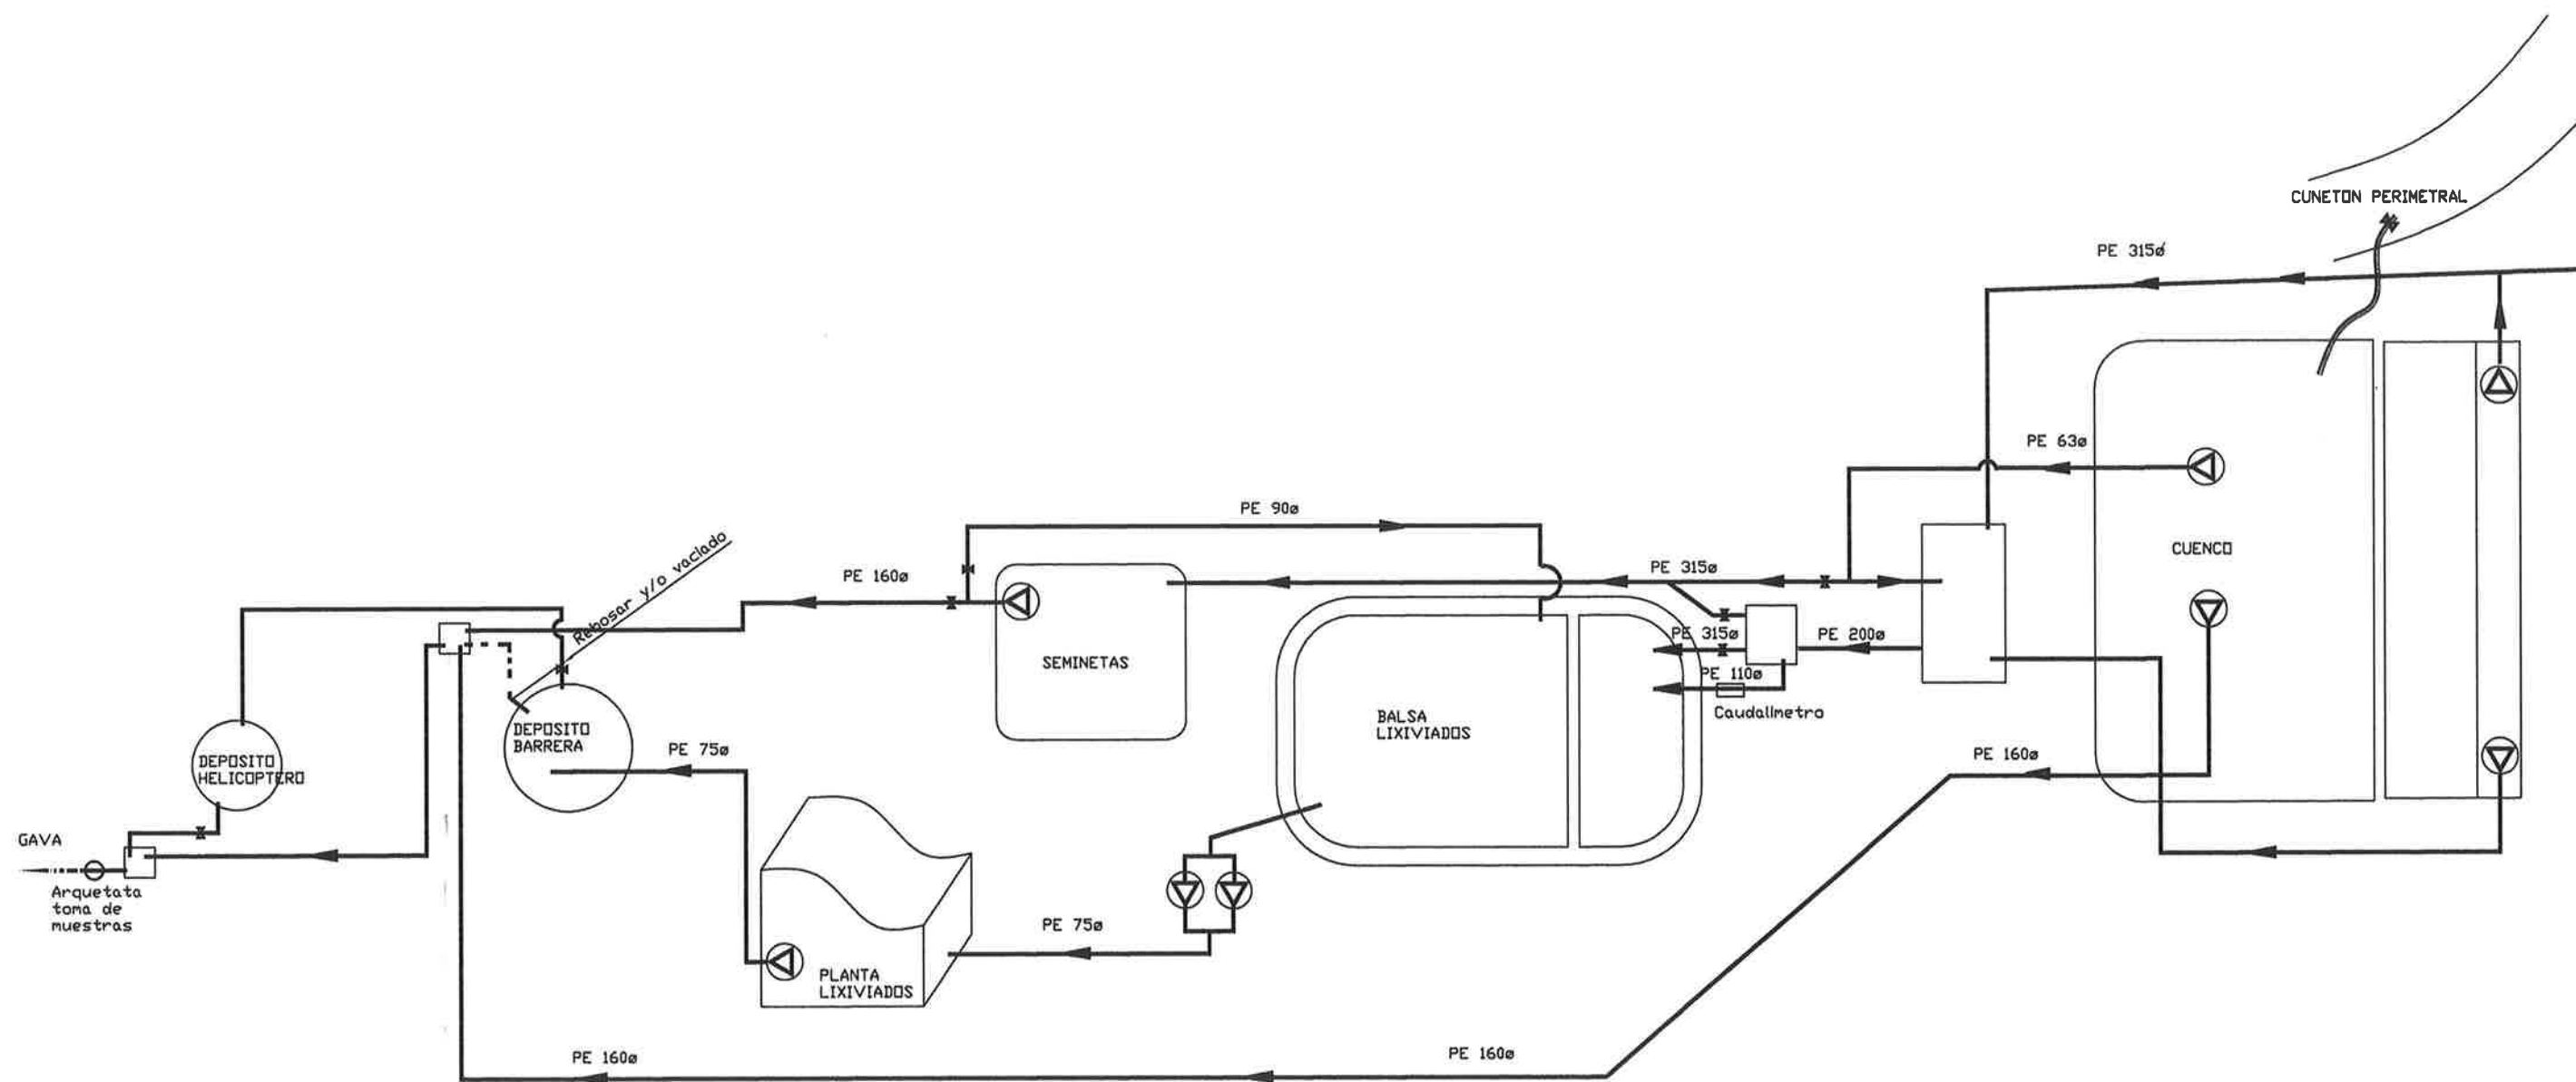 CUNETON PERIMETRAL
PE 315ø
PE 63ø
PE 90ø
CUENCO
Rebosar y/o vaciado
PE 160ø
PE 315ø
PE 315ø
PE 200ø
SEMINETAS
PE 110ø
Caudalimetro
BALSA
LIXIVIADOS
DEPOSITO
BARRERA
PE 75ø
PE 160ø
DEPOSITO
HELICOPTERO
GAVA
Arquetata
toma de
muestras
PE 75ø
PLANTA
LIXIVIADOS
PE 160ø
PE 160ø